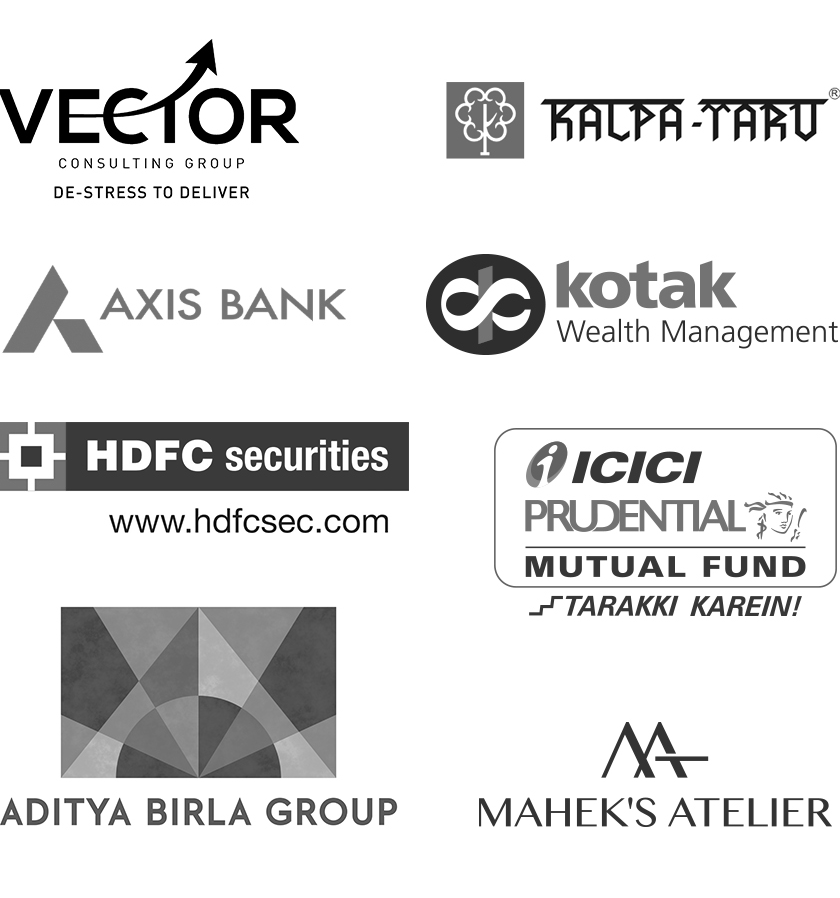 VECTOR
CONSULTING GROUP
DE-STRESS TO DELIVER
KALPA-TARU®
AXIS BANK
kotak
Wealth Management
HDFC securities
www.hdfcsec.com
ICICI
PRUDENTIAL
MUTUAL FUND
TARAKKI KAREIN!
ADITYA BIRLA GROUP
MAHEK'S ATELIER